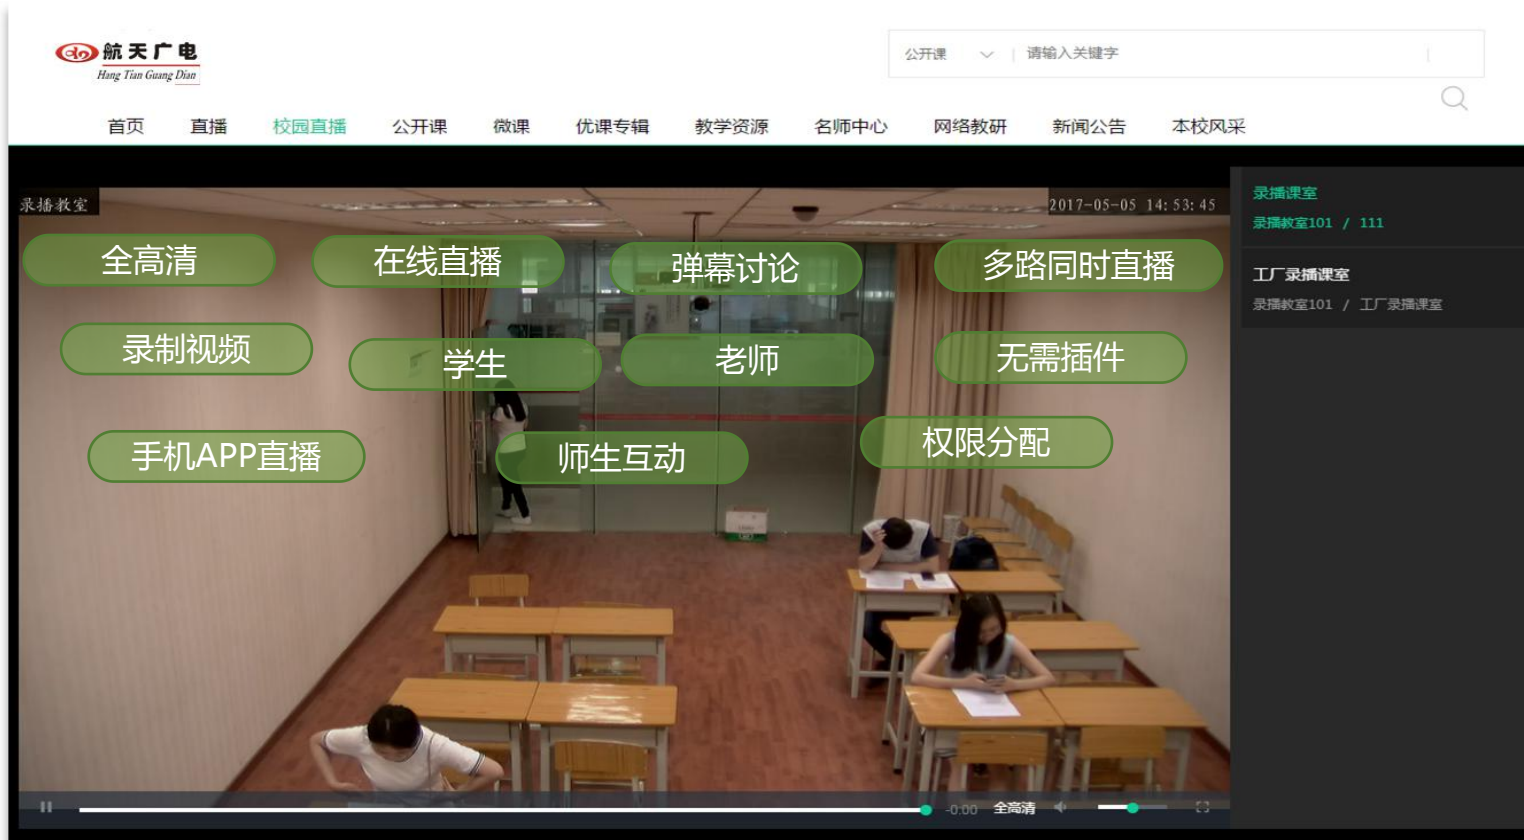 航天广电
Hang Tian Guang Dian
公开课 请输入关键字
首页 直播 校园直播 公开课 微课 优课专辑 教学资源 名师中心 网络教研 新闻公告 本校风采
录播教室 2017-05-05 14:53:45
录播课室
录播教室101 / 111
工厂录播课室
录播教室101 / 工厂录播课室
全高清 在线直播 弹幕讨论 多路同时直播
录制视频 学生 老师 无需插件
手机APP直播 师生互动 权限分配
-0:00 全高清